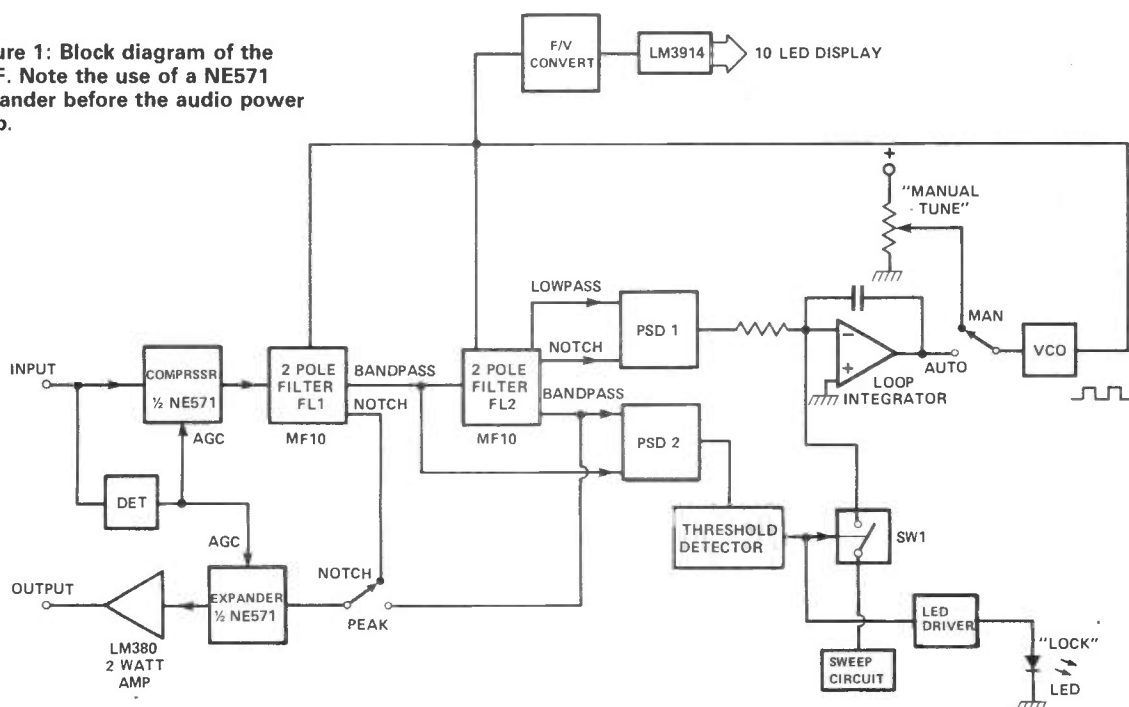 ure 1: Block diagram of the
F. Note the use of a NE571
ander before the audio power
F/V
CONVERT
LM3914
10 LED DISPLAY
+
"MANUAL
TUNE"
LOWPASS
PSD 1
NOTCH
MAN
VCO
AUTO
−
+
LOOP
INTEGRATOR
INPUT
COMPRSSR
½ NE571
AGC
2 POLE
FILTER
FL1
MF10
BANDPASS
NOTCH
2 POLE
FILTER
FL2
MF10
BANDPASS
PSD 2
DET
AGC
THRESHOLD
DETECTOR
SW1
OUTPUT
LM380
2 WATT
AMP
EXPANDER
½ NE571
NOTCH
PEAK
LED
DRIVER
SWEEP
CIRCUIT
"LOCK"
LED